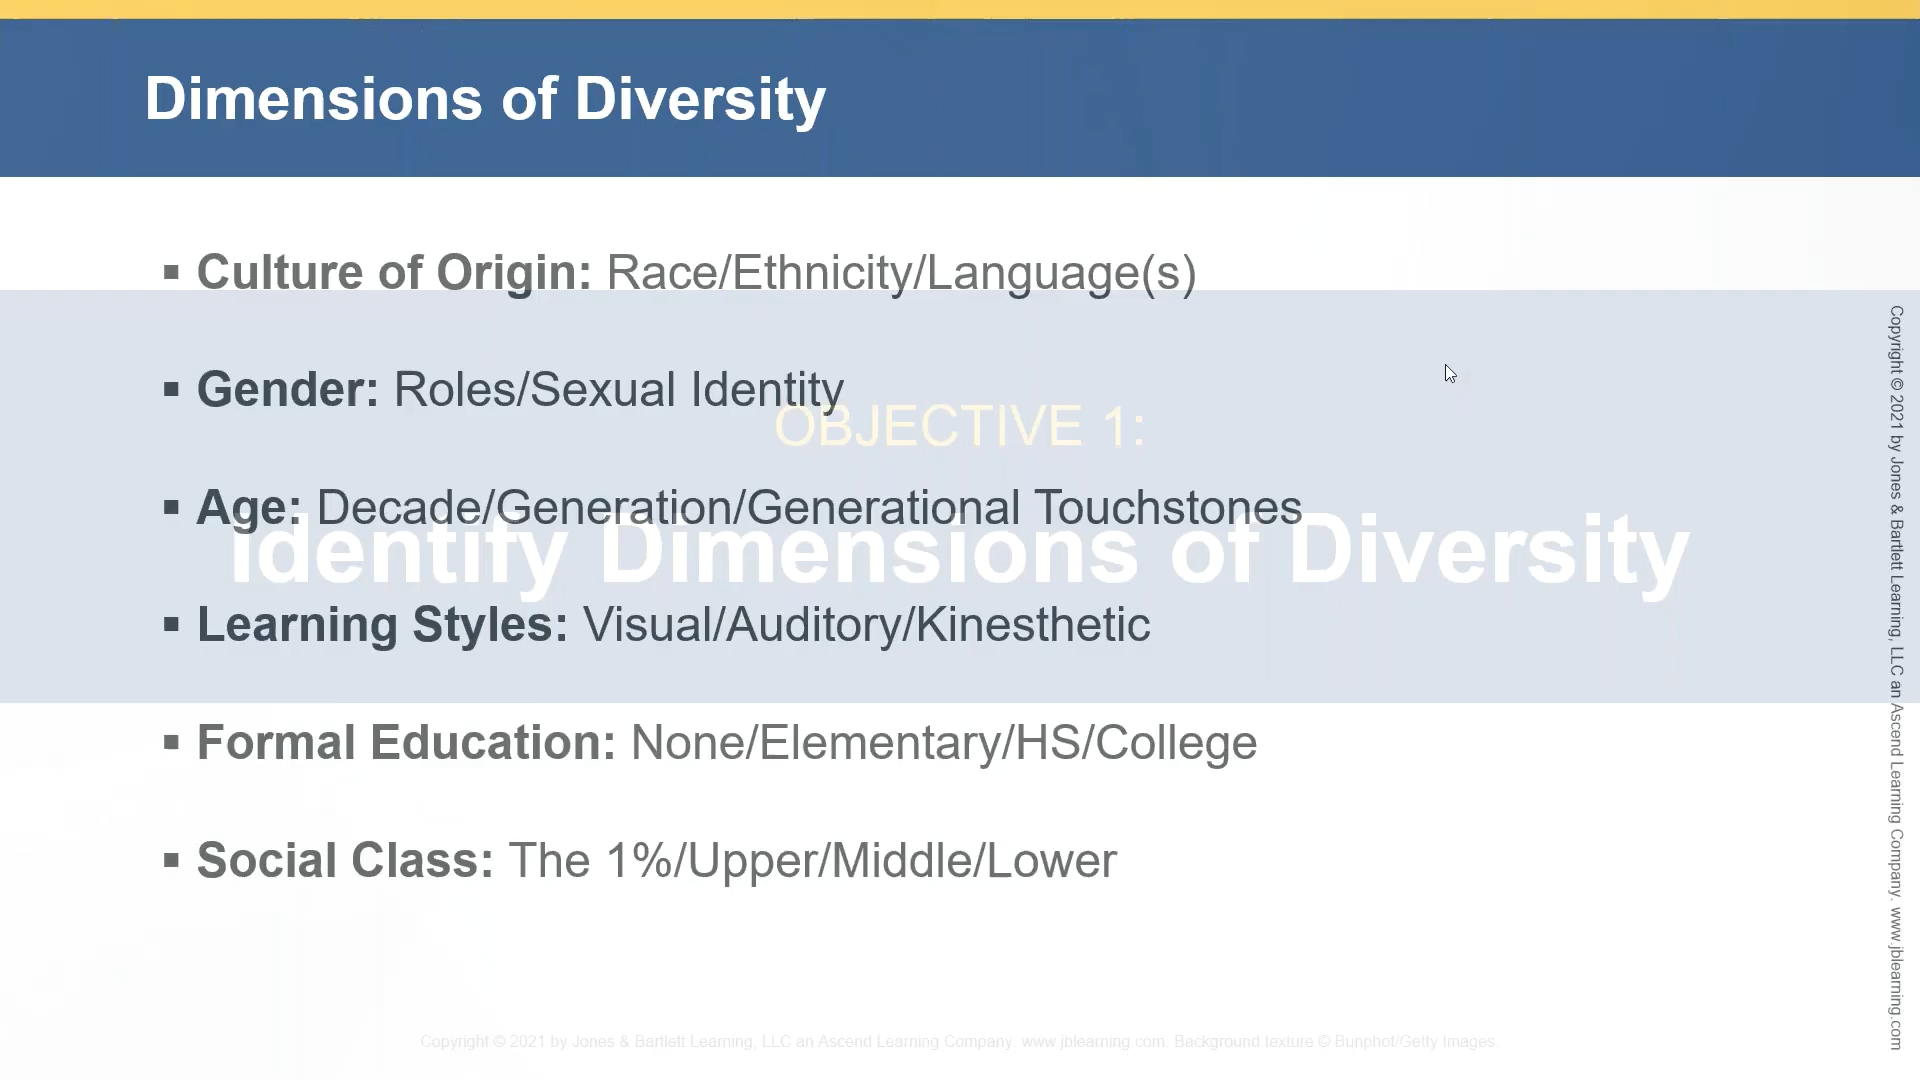 Dimensions of Diversity
▪ Culture of Origin: Race/Ethnicity/Language(s)
▪ Gender: Roles/Sexual Identity
OBJECTIVE 1:
▪ Age: Decade/Generation/Generational Touchstones
Identify Dimensions of Diversity
▪ Learning Styles: Visual/Auditory/Kinesthetic
▪ Formal Education: None/Elementary/HS/College
▪ Social Class: The 1%/Upper/Middle/Lower
Copyright © 2021 by Jones & Bartlett Learning, LLC an Ascend Learning Company. www.jblearning.com. Background texture © Bunphot/Getty Images.
Copyright © 2021 by Jones & Bartlett Learning, LLC an Ascend Learning Company. www.jblearning.com